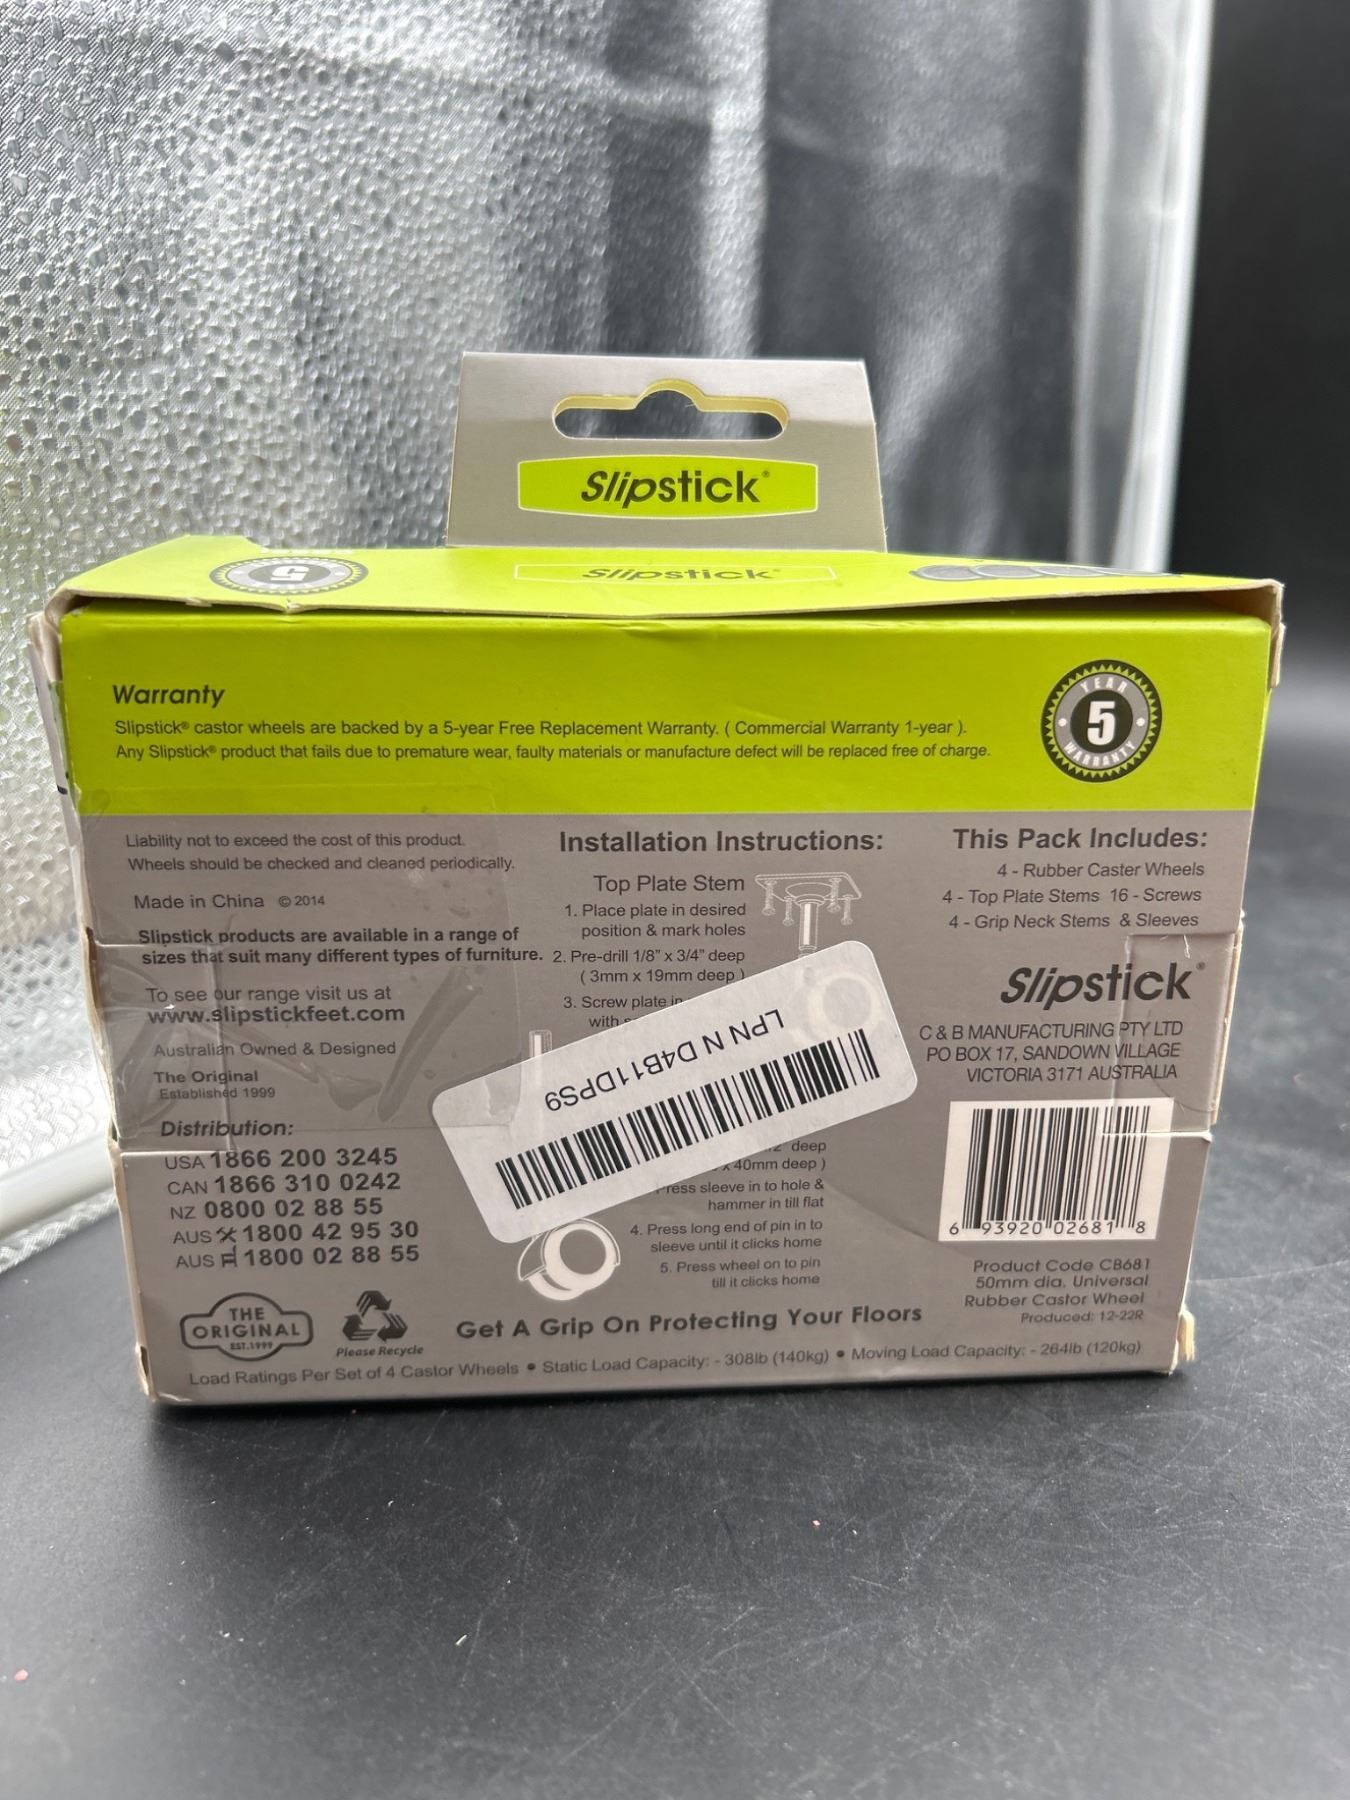 Slipstick®
5
Slipstick
Warranty
Slipstick® castor wheels are backed by a 5-year Free Replacement Warranty. ( Commercial Warranty 1-year ).
Any Slipstick® product that fails due to premature wear, faulty materials or manufacture defect will be replaced free of charge.
YEAR
5
WARRANTY
Liability not to exceed the cost of this product.
Wheels should be checked and cleaned periodically.
Made in China © 2014
Slipstick products are available in a range of
sizes that suit many different types of furniture.
To see our range visit us at
www.slipstickfeet.com
Australian Owned & Designed
The Original
Established 1999
Distribution:
USA 1866 200 3245
CAN 1866 310 0242
NZ 0800 02 88 55
AUS 1800 42 95 30
AUS 1800 02 88 55
THE
ORIGINAL
EST.1999
Please Recycle
Installation Instructions:
Top Plate Stem
1. Place plate in desired
position & mark holes
2. Pre-drill 1/8" x 3/4" deep
( 3mm x 19mm deep )
3. Screw plate in
with
LPN N D4B11DPS9
deep
x 40mm deep )
Press sleeve in to hole &
hammer in till flat
4. Press long end of pin in to
sleeve until it clicks home
5. Press wheel on to pin
till it clicks home
This Pack Includes:
4 - Rubber Caster Wheels
4 - Top Plate Stems 16 - Screws
4 - Grip Neck Stems & Sleeves
Slipstick®
C & B MANUFACTURING PTY LTD
PO BOX 17, SANDOWN VILLAGE
VICTORIA 3171 AUSTRALIA
6 93920 02681 8
Product Code CB681
50mm dia. Universal
Rubber Castor Wheel
Produced: 12-22R
Get A Grip On Protecting Your Floors
Load Ratings Per Set of 4 Castor Wheels • Static Load Capacity: - 308lb (140kg) • Moving Load Capacity: - 264lb (120kg)